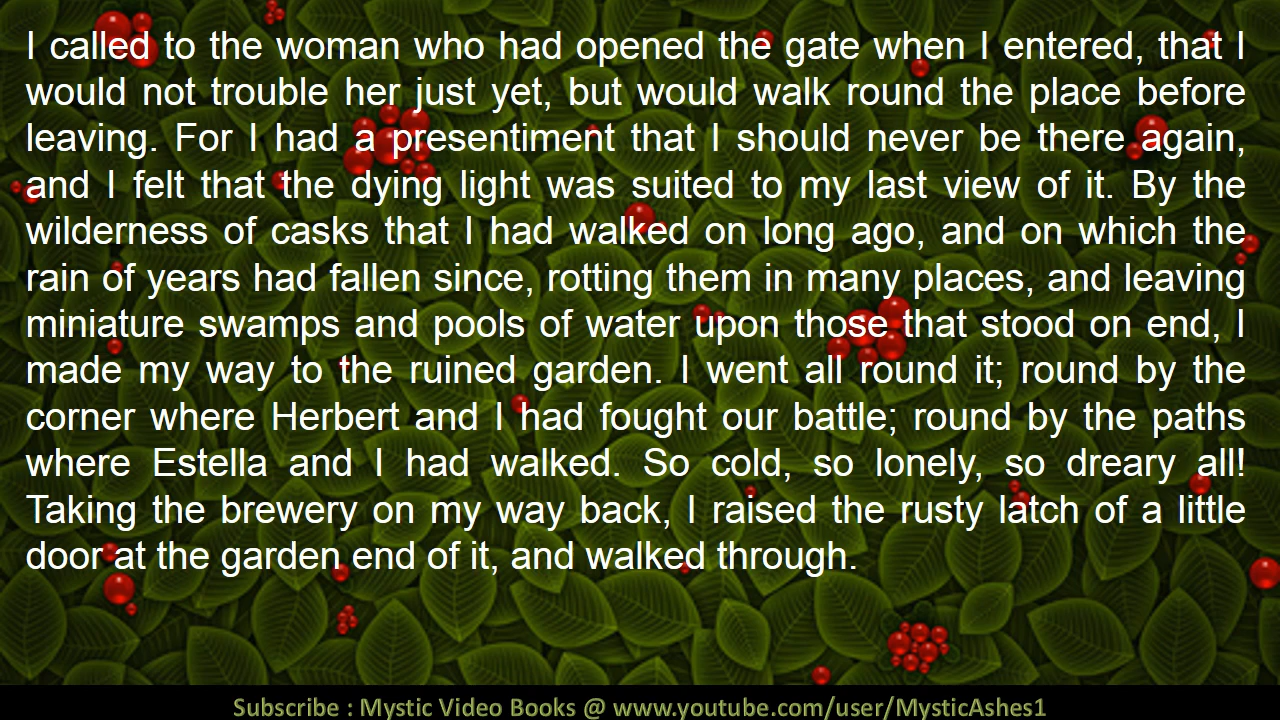 I called to the woman who had opened the gate when I entered, that I
would not trouble her just yet, but would walk round the place before
leaving. For I had a presentiment that I should never be there again,
and I felt that the dying light was suited to my last view of it. By the
wilderness of casks that I had walked on long ago, and on which the
rain of years had fallen since, rotting them in many places, and leaving
miniature swamps and pools of water upon those that stood on end, I
made my way to the ruined garden. I went all round it; round by the
corner where Herbert and I had fought our battle; round by the paths
where Estella and I had walked. So cold, so lonely, so dreary all!
Taking the brewery on my way back, I raised the rusty latch of a little
door at the garden end of it, and walked through.
Subscribe : Mystic Video Books @ www.youtube.com/user/MysticAshes1